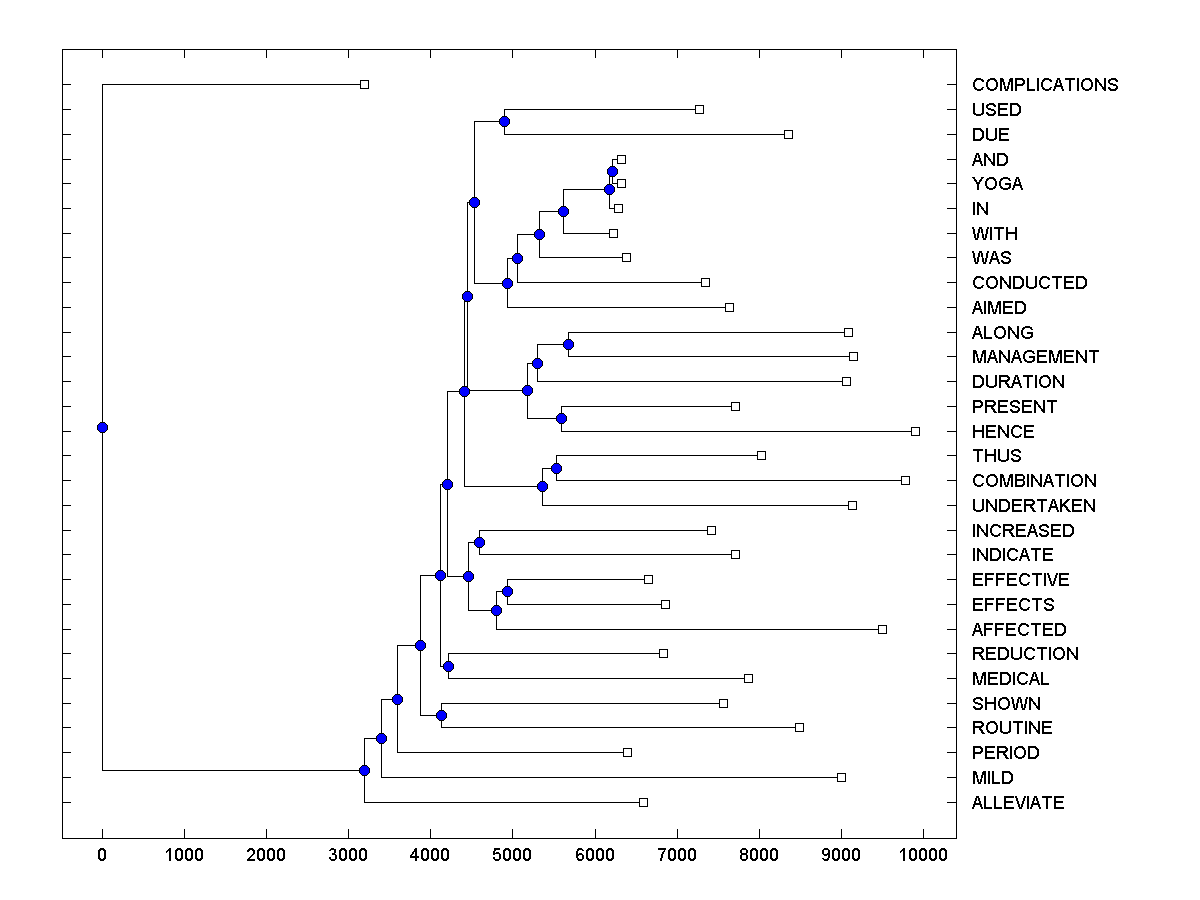 COMPLICATIONS
USED
DUE
AND
YOGA
IN
WITH
WAS
CONDUCTED
AIMED
ALONG
MANAGEMENT
DURATION
PRESENT
HENCE
THUS
COMBINATION
UNDERTAKEN
INCREASED
INDICATE
EFFECTIVE
EFFECTS
AFFECTED
REDUCTION
MEDICAL
SHOWN
ROUTINE
PERIOD
MILD
ALLEVIATE
0 1000 2000 3000 4000 5000 6000 7000 8000 9000 10000